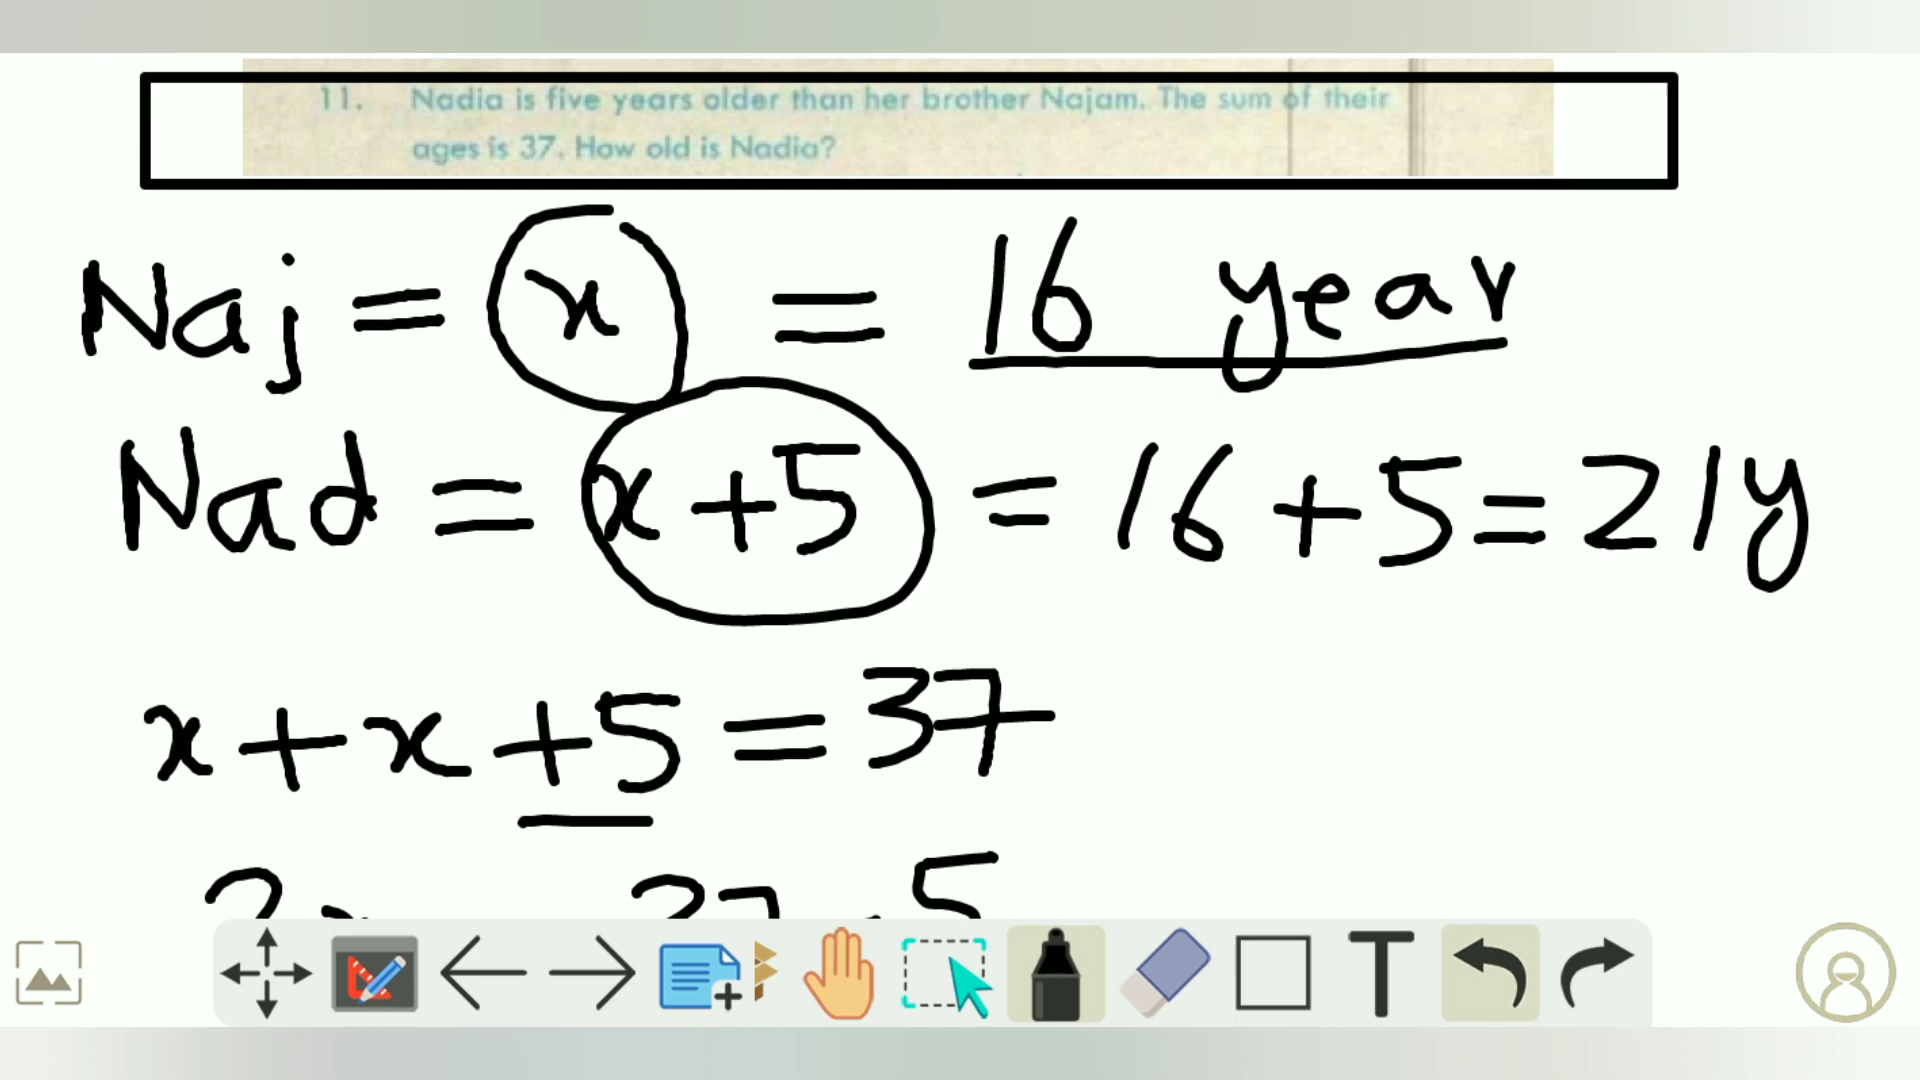 11. Nadia is five years older than her brother Najam. The sum of their
ages is 37. How old is Nadia?
Naj = x = 16 year
Nad = x+5 = 16+5=21y
x+x+5=37
T